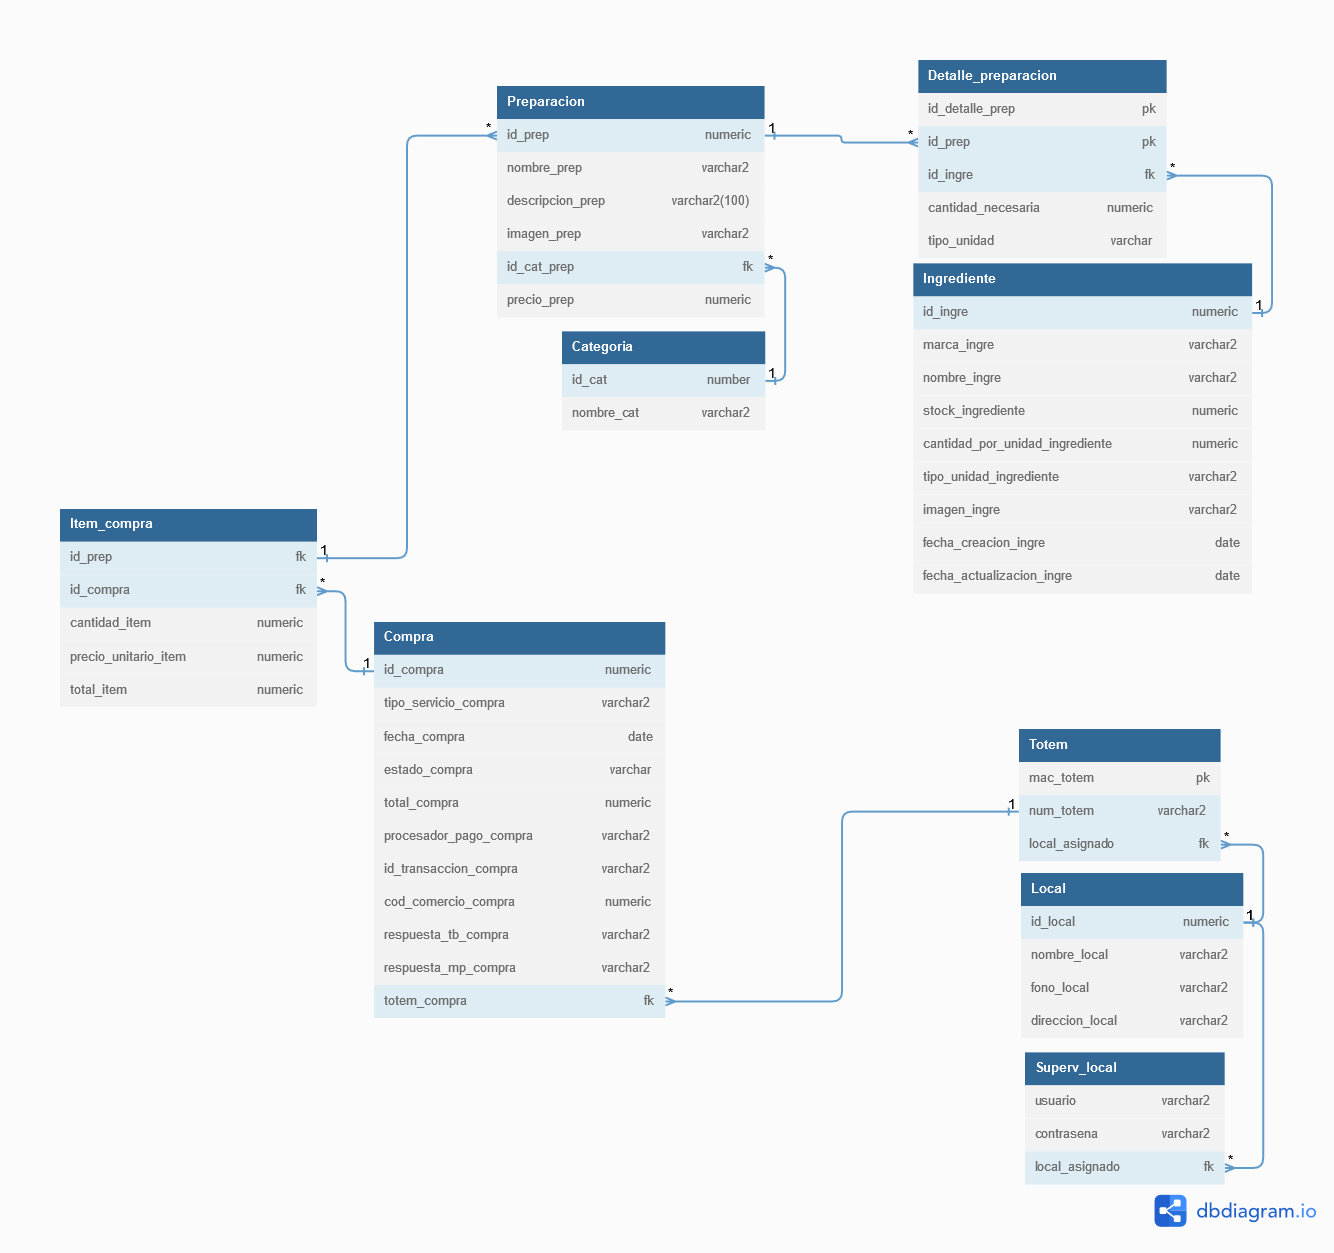 Preparacion
id_prep numeric
nombre_prep varchar2
descripcion_prep varchar2(100)
imagen_prep varchar2
id_cat_prep fk
precio_prep numeric
* 1 *
Detalle_preparacion
id_detalle_prep pk
id_prep pk
id_ingre fk
cantidad_necesaria numeric
tipo_unidad varchar
* *
Ingrediente
id_ingre numeric
marca_ingre varchar2
nombre_ingre varchar2
stock_ingrediente numeric
cantidad_por_unidad_ingrediente numeric
tipo_unidad_ingrediente varchar2
imagen_ingre varchar2
fecha_creacion_ingre date
fecha_actualizacion_ingre date
1
Categoria
id_cat number
nombre_cat varchar2
1
Item_compra
id_prep fk
id_compra fk
cantidad_item numeric
precio_unitario_item numeric
total_item numeric
1
*
Compra
id_compra numeric
tipo_servicio_compra varchar2
fecha_compra date
estado_compra varchar
total_compra numeric
procesador_pago_compra varchar2
id_transaccion_compra varchar2
cod_comercio_compra numeric
respuesta_tb_compra varchar2
respuesta_mp_compra varchar2
totem_compra fk
1
*
Totem
mac_totem pk
num_totem varchar2
local_asignado fk
1
*
Local
id_local numeric
nombre_local varchar2
fono_local varchar2
direccion_local varchar2
1
Superv_local
usuario varchar2
contrasena varchar2
local_asignado fk
*
dbdiagram.io